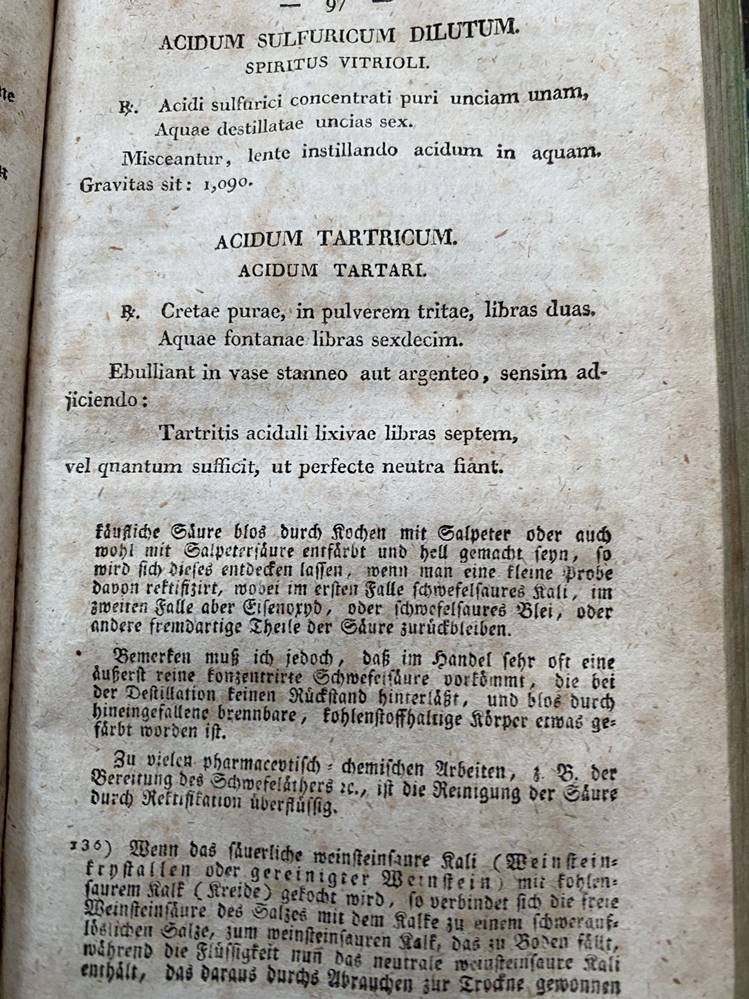 — 97 —
ACIDUM SULFURICUM DILUTUM.
SPIRITUS VITRIOLI.
℞. Acidi sulfurici concentrati puri unciam unam,
Aquae destillatae uncias sex.
Misceantur, lente instillando acidum in aquam.
Gravitas sit: 1,090.
ACIDUM TARTRICUM.
ACIDUM TARTARI.
℞. Cretae purae, in pulverem tritae, libras duas.
Aquae fontanae libras sexdecim.
Ebulliant in vase stanneo aut argenteo, sensim ad-
jiciendo:
Tartritis aciduli lixivae libras septem,
vel quantum sufficit, ut perfecte neutra fiant.
käufliche Säure blos durch Kochen mit Salpeter oder auch
wohl mit Salpetersäure entfärbt und hell gemacht seyn, so
wird sich dieses entdecken lassen, wenn man eine kleine Probe
davon rektifizirt, wobei im ersten Falle schwefelsaures Kali, im
zweiten Falle aber Eisenoxyd, oder schwefelsaures Blei, oder
andere fremdartige Theile der Säure zurückbleiben.
Bemerken muß ich jedoch, daß im Handel sehr oft eine
äußerst reine konzentrirte Schwefelsäure vorkömmt, die bei
der Destillation keinen Rückstand hinterläßt, und blos durch
hineingefallene brennbare, kohlenstoffhaltige Körper etwas ge-
färbt worden ist.
Zu vielen pharmaceutisch-chemischen Arbeiten, z. B. der
Bereitung des Schwefeläthers ꝛc., ist die Reinigung der Säure
durch Rektifikation überflüssig.
136) Wenn das säuerliche weinsteinsaure Kali (Weinstein-
krystallen oder gereinigter Weinstein) mit kohlen-
saurem Kalk (Kreide) gekocht wird, so verbindet sich die freie
Weinsteinsäure des Salzes mit dem Kalke zu einem schwerauf-
löslichen Salze, zum weinsteinsauren Kalk, das zu Boden fällt,
während die Flüssigkeit nun das neutrale weinsteinsaure Kali
enthält, das daraus durchs Abrauchen zur Trockne gewonnen